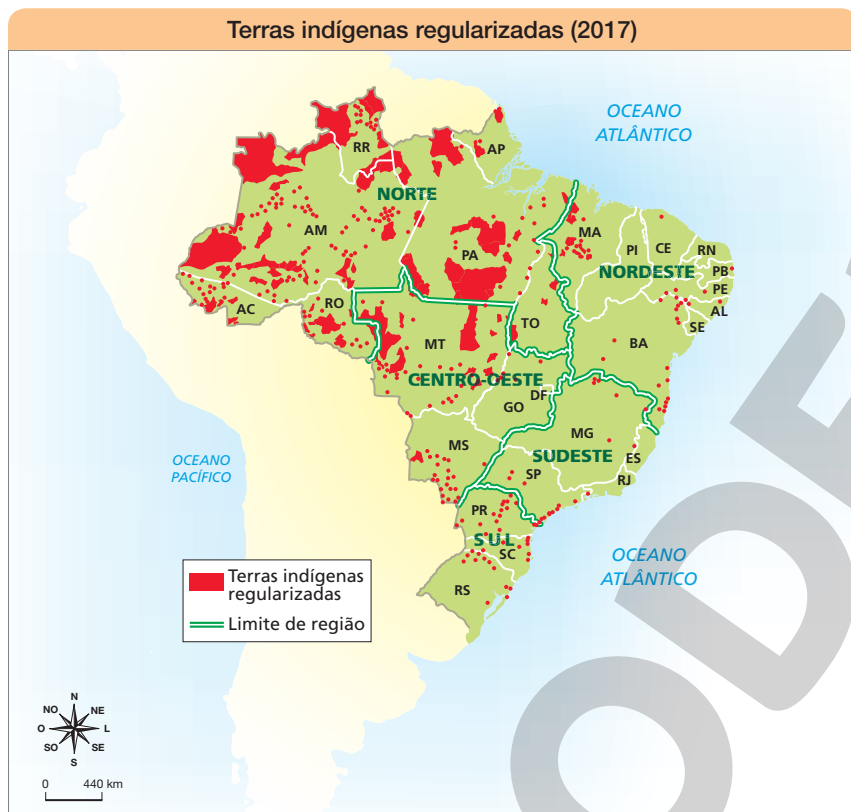 Terras indígenas regularizadas (2017)
OCEANO
ATLÂNTICO
RR
AP
NORTE
AM
PA
MA
CE
PI
RN
NORDESTE
PB
PE
AC
RO
TO
AL
SE
MT
BA
CENTRO-OESTE
DF
GO
MG
MS
SUDESTE
ES
SP
RJ
OCEANO
PACÍFICO
PR
SUL
SC
OCEANO
ATLÂNTICO
RS
Terras indígenas
regularizadas
Limite de região
N
NO
NE
O
L
SO
SE
S
0 440 km